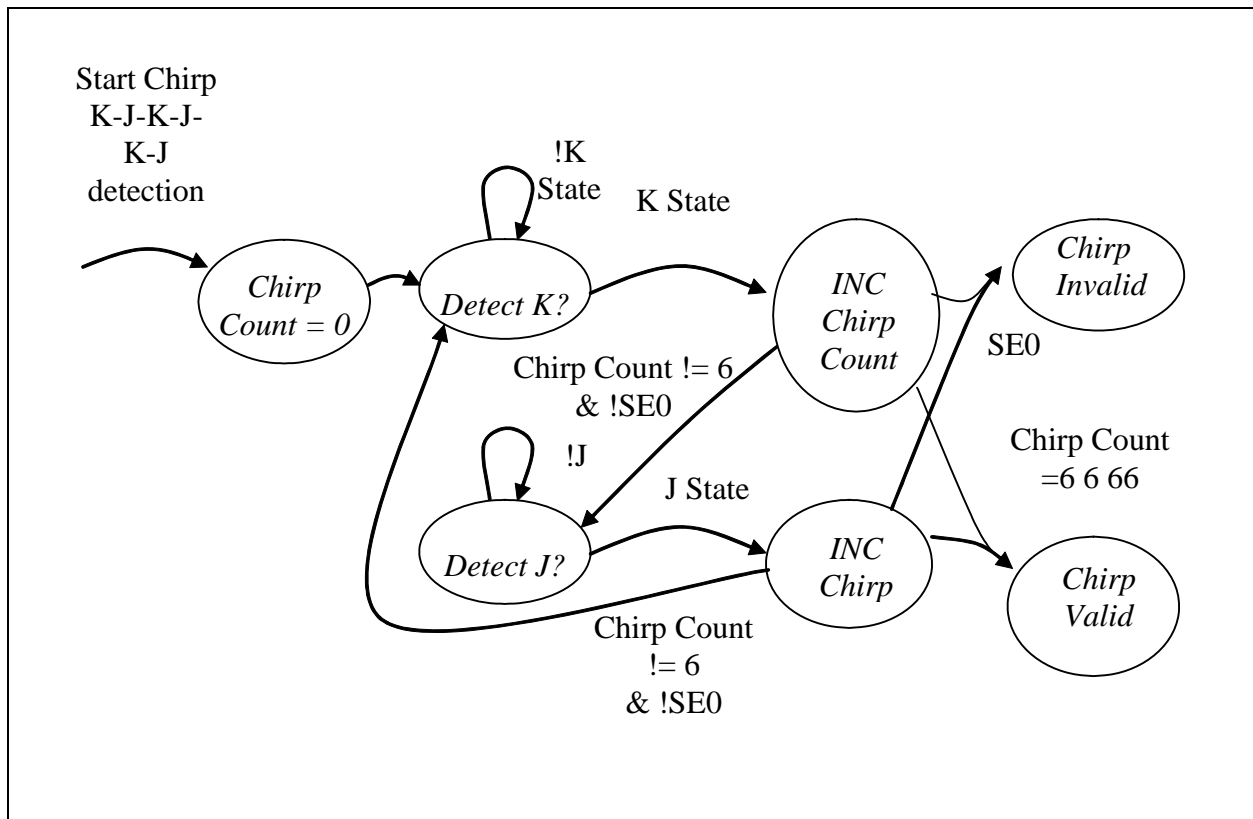 Start Chirp
K-J-K-J-
K-J
detection
!K
State
K State
Chirp
Count = 0
Detect K?
INC
Chirp
Count
Chirp
Invalid
SE0
Chirp Count != 6
& !SE0
!J
J State
Chirp Count
=6 6 66
Detect J?
INC
Chirp
Chirp
Valid
Chirp Count
!= 6
& !SE0